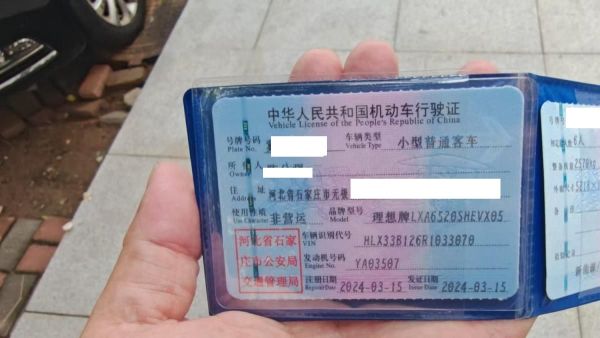 中华人民共和国机动车行驶证
Vehicle License of the People's Republic of China
号牌号码
Plate No.
车辆类型 小型普通客车
Vehicle Type
所 人
Owner
住 址 河北省石家庄市无极
Address
使用性质 非营运
Use Character
品牌型号 理想牌LXA6520SHEVX05
Model
车辆识别代号 HLX33B126R1033070
VIN
发动机号码 YA03507
Engine No.
注册日期 2024-03-15
Register Date
发证日期 2024-03-15
Issue Date
河北省石家
庄市公安局
交通管理局
6人
2570kg